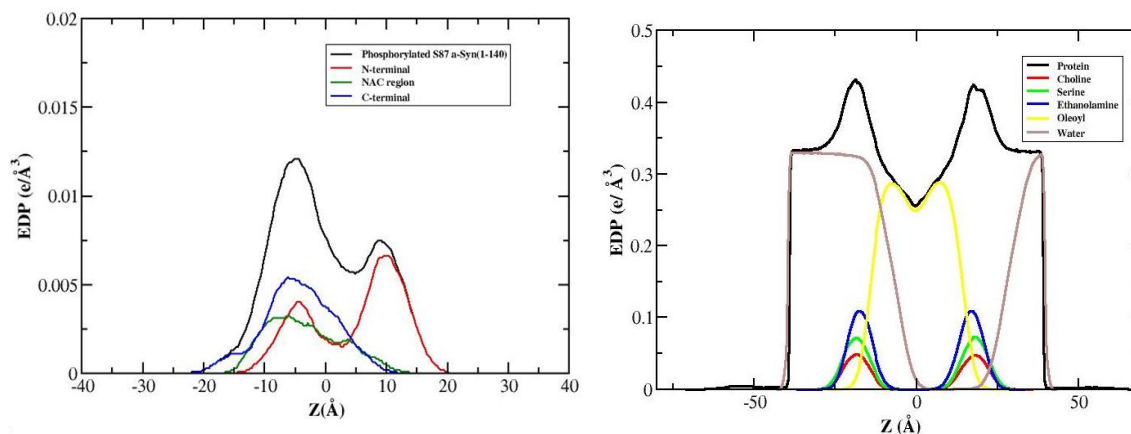 0.02
0.015
0.01
0.005
0
EDP (e/Å³)
-40 -30 -20 -10 0 10 20 30 40
Z(Å)
Phosphorylated S87 a-Syn(1-140)
N-terminal
NAC region
C-terminal
0.5
0.4
0.3
0.2
0.1
0
EDP (e/ Å³)
-50 0 50
Z (Å)
Protein
Choline
Serine
Ethanolamine
Oleoyl
Water